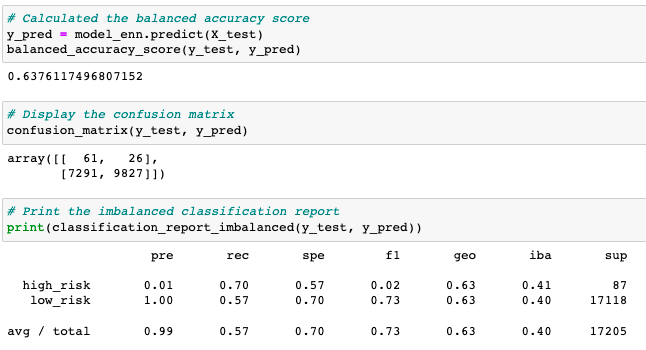 # Calculated the balanced accuracy score
y_pred = model_enn.predict(X_test)
balanced_accuracy_score(y_test, y_pred)
0.6376117496807152
# Display the confusion matrix
confusion_matrix(y_test, y_pred)
array([[  61,   26],
       [7291, 9827]])
# Print the imbalanced classification report
print(classification_report_imbalanced(y_test, y_pred))
pre rec spe f1 geo iba sup
high_risk 0.01 0.70 0.57 0.02 0.63 0.41 87
low_risk 1.00 0.57 0.70 0.73 0.63 0.40 17118
avg / total 0.99 0.57 0.70 0.73 0.63 0.40 17205